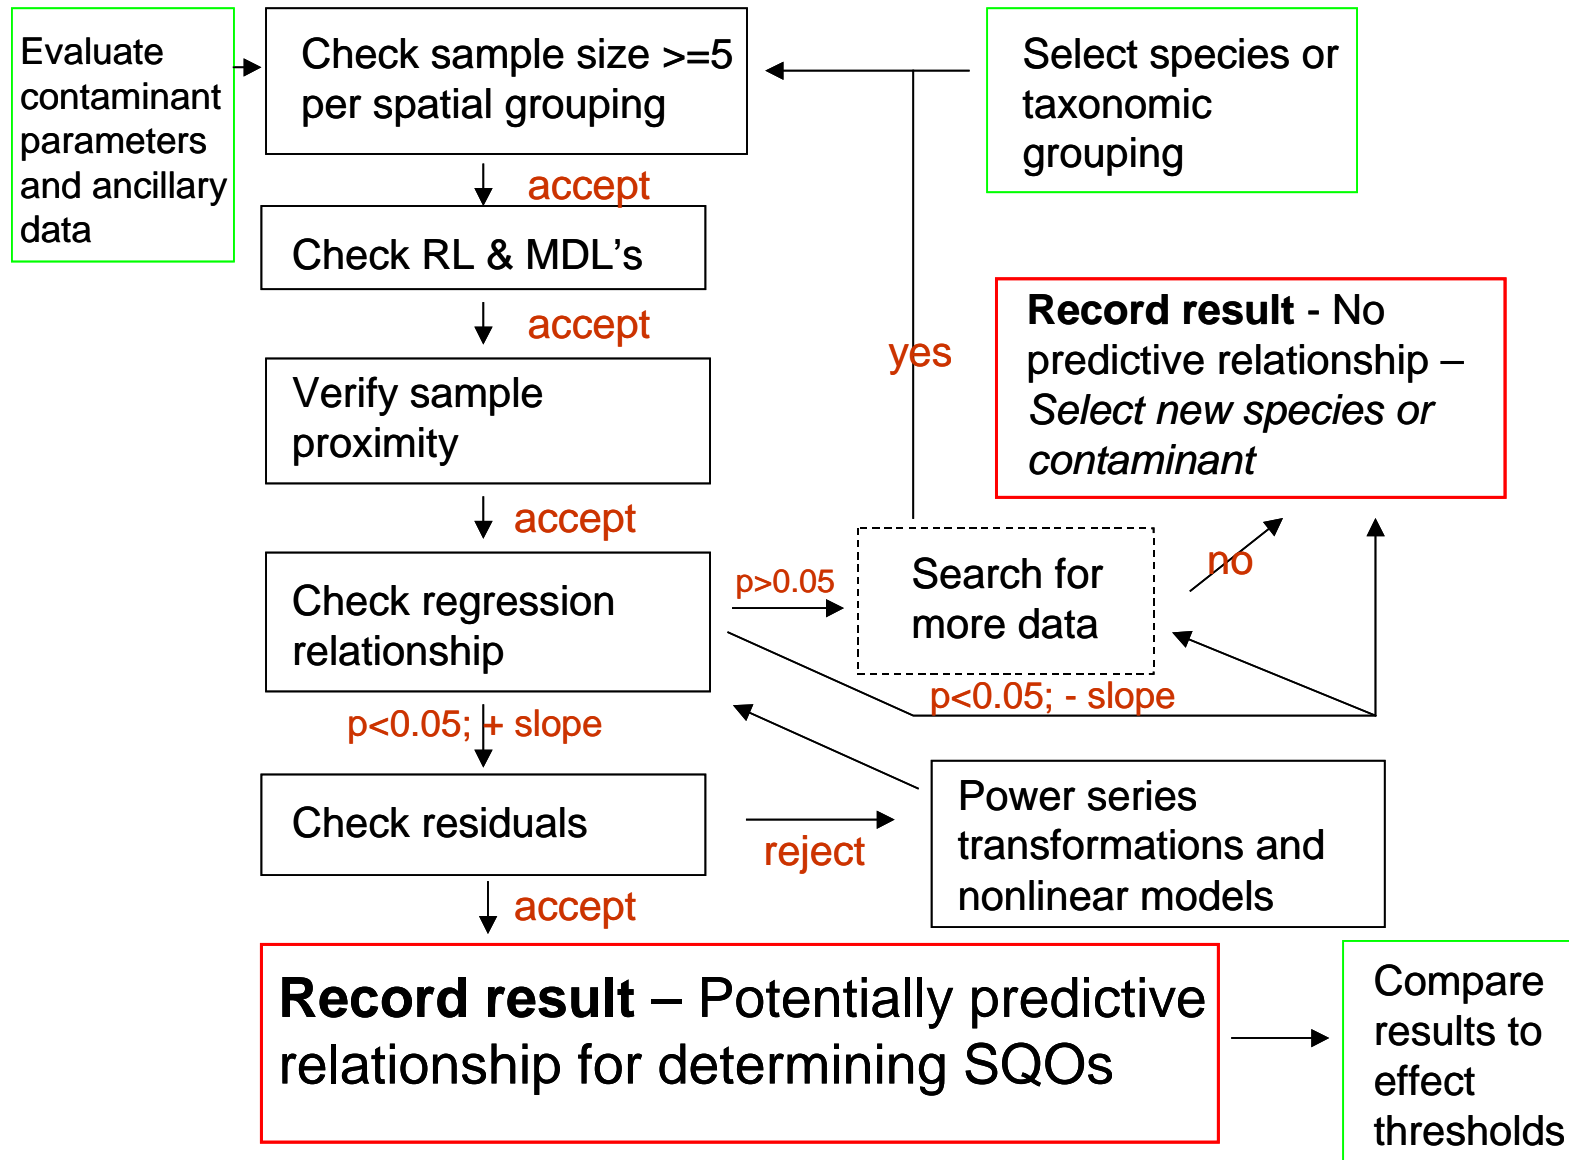 Evaluate
contaminant
parameters
and ancillary
data
Check sample size >=5
per spatial grouping
Select species or
taxonomic
grouping
accept
Check RL & MDL's
accept
Verify sample
proximity
accept
yes
Record result - No
predictive relationship –
Select new species or
contaminant
Check regression
relationship
p>0.05
Search for
more data
no
p<0.05; - slope
p<0.05; + slope
Check residuals
reject
Power series
transformations and
nonlinear models
accept
Record result – Potentially predictive
relationship for determining SQOs
Compare
results to
effect
thresholds